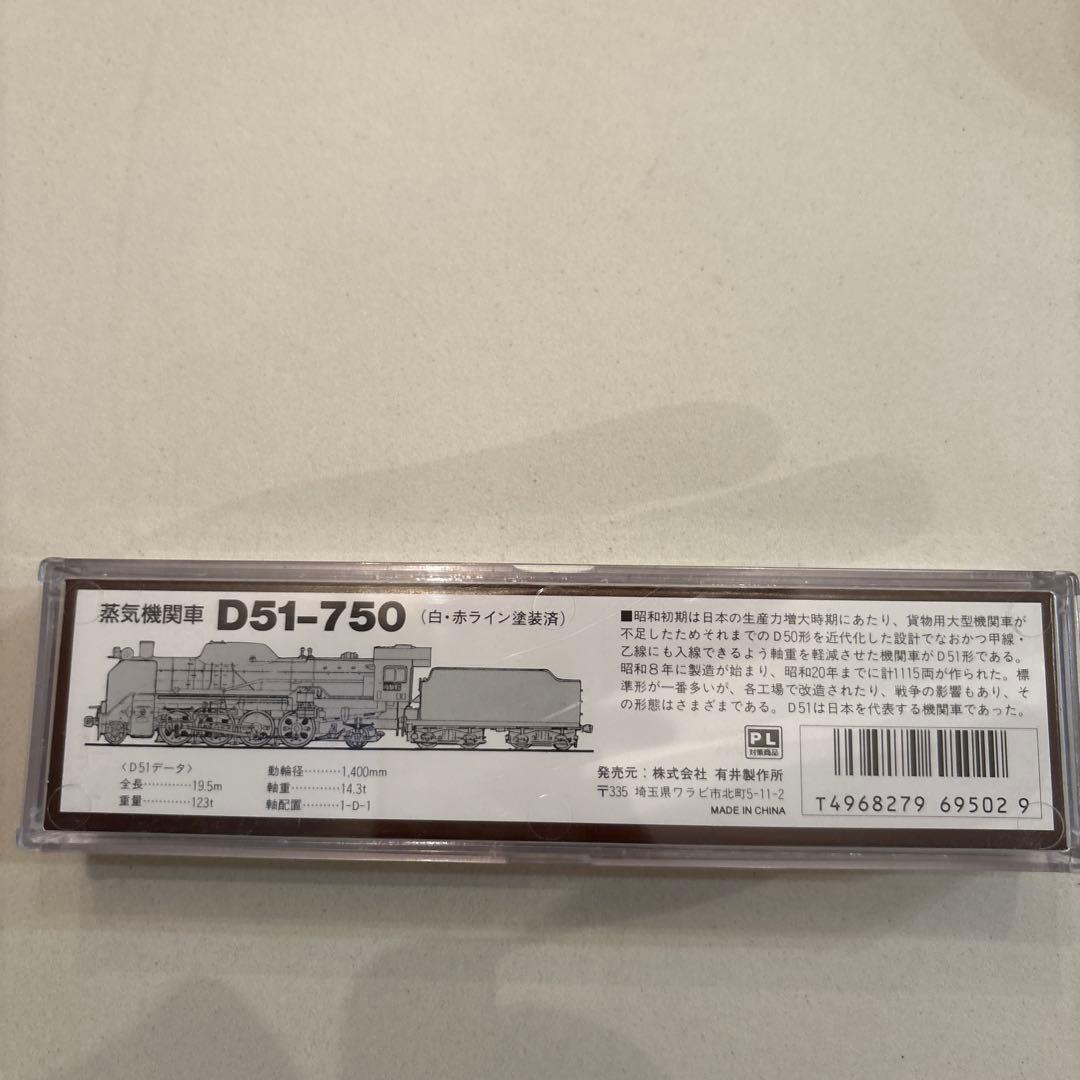 蒸気機関車 D51-750 (白・赤ライン塗装済)
〈D51データ〉
全長…………19.5m
重量…………123t
動輪径………1,400mm
軸重…………14.3t
軸配置………1-D-1
■昭和初期は日本の生産力増大時期にあたり、貨物用大型機関車が
不足したためそれまでのD50形を近代化した設計でなおかつ甲線・
乙線にも入線できるよう軸重を軽減させた機関車がD51形である。
昭和8年に製造が始まり、昭和20年までに計1115両が作られた。標
準形が一番多いが、各工場で改造されたり、戦争の影響もあり、そ
の形態はさまざまである。D51は日本を代表する機関車であった。
PL
対策商品
発売元:株式会社 有井製作所
〒335 埼玉県ワラビ市北町5-11-2
MADE IN CHINA
T4968279 69502 9